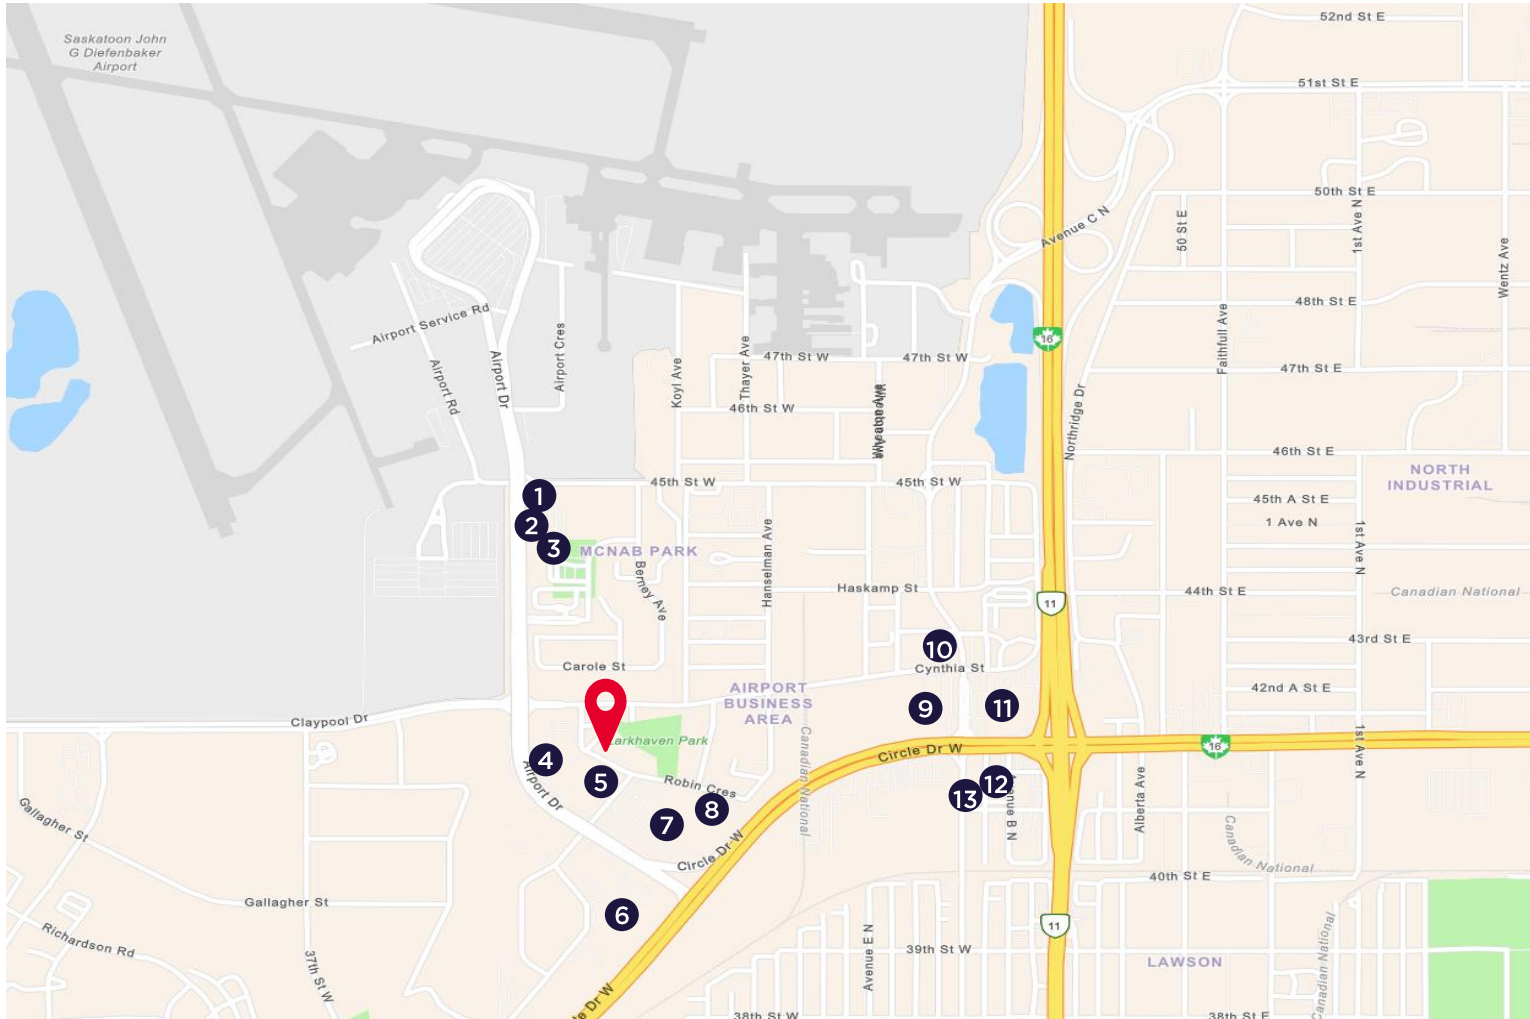 52nd St E
Saskatoon John
G Diefenbaker
Airport
51st St E
50th St E
Avenue C N
50 St E
1st Ave N
Wentz Ave
48th St E
Airport Service Rd
Faithfull Ave
16
Airport Dr
Airport Cres
Airport Rd
Koyl Ave
Thayer Ave
47th St W
47th St W
47th St E
Northridge Dr
46th St W
46th St E
NORTH
INDUSTRIAL
45th St W
45th St W
1
45th A St E
2
1 Ave N
3
MCNAB PARK
Hanselman Ave
1st Ave N
Berney Ave
Haskamp St
44th St E
Canadian National
11
43rd St E
10
Carole St
Cynthia St
AIRPORT
BUSINESS
AREA
42nd A St E
9
11
Claypool Dr
Larkhaven Park
Canadian National
Circle Dr W
16
1st Ave N
4
Airport Dr
5
Robin Cres
12
13
Avenue B N
Alberta Ave
8
7
Gallagher St
Circle Dr W
Canadian National
40th St E
Gallagher St
6
11
Richardson Rd
37th St W
Avenue E N
39th St W
LAWSON
Canadian National
le Dr W
38th St W
38th St E